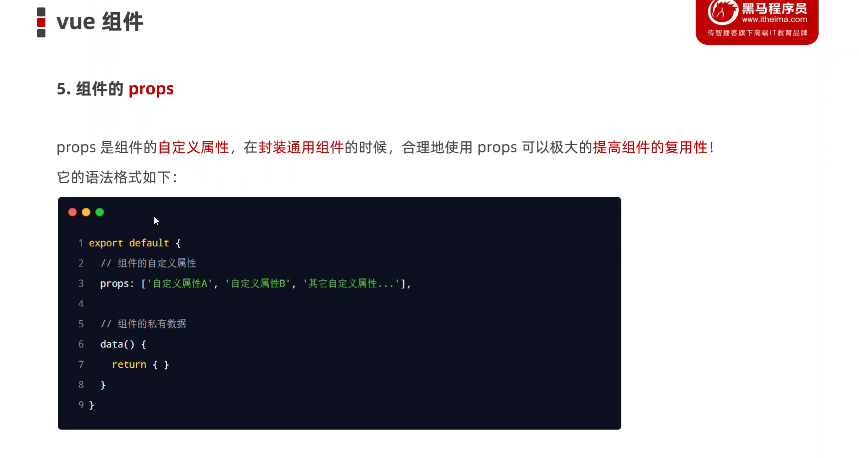 vue 组件
黑马程序员
www.itheima.com
传智播客旗下高端IT教育品牌
5. 组件的 props
props 是组件的自定义属性，在封装通用组件的时候，合理地使用 props 可以极大的提高组件的复用性！
它的语法格式如下：
1 export default {
2 // 组件的自定义属性
3 props: ['自定义属性A', '自定义属性B', '其它自定义属性...'],
4
5 // 组件的私有数据
6 data() {
7 return { }
8 }
9 }